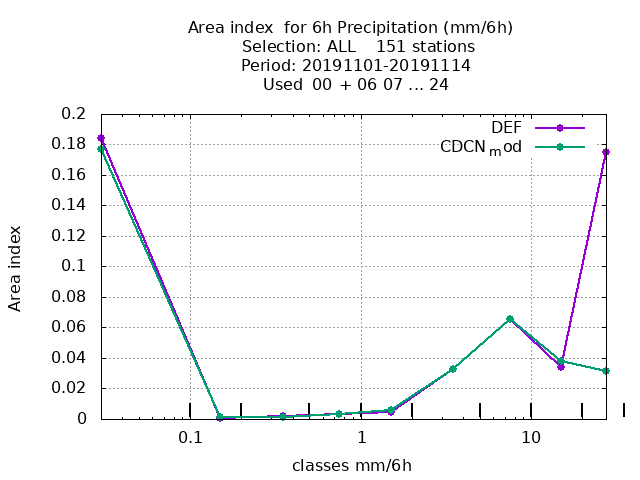 Area index  for 6h Precipitation (mm/6h)
Selection: ALL    151 stations
Period: 20191101-20191114
Used  00 + 06 07 ... 24
DEF
CDCNmod
0.2
0.18
0.16
0.14
0.12
0.1
0.08
0.06
0.04
0.02
0
Area index
0.1 1 10
classes mm/6h